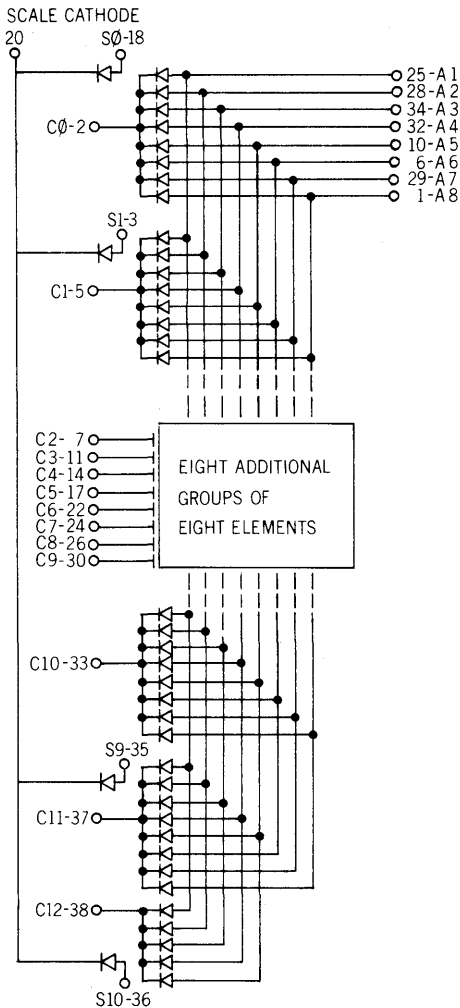 SCALE CATHODE
20
SØ-18
25-A1
28-A2
34-A3
CØ-2
32-A4
10-A5
6-A6
29-A7
1-A8
S1-3
C1-5
C2- 7
C3-11
C4-14
C5-17
C6-22
C7-24
C8-26
C9-30
EIGHT ADDITIONAL
GROUPS OF
EIGHT ELEMENTS
C10-33
S9-35
C11-37
C12-38
S10-36